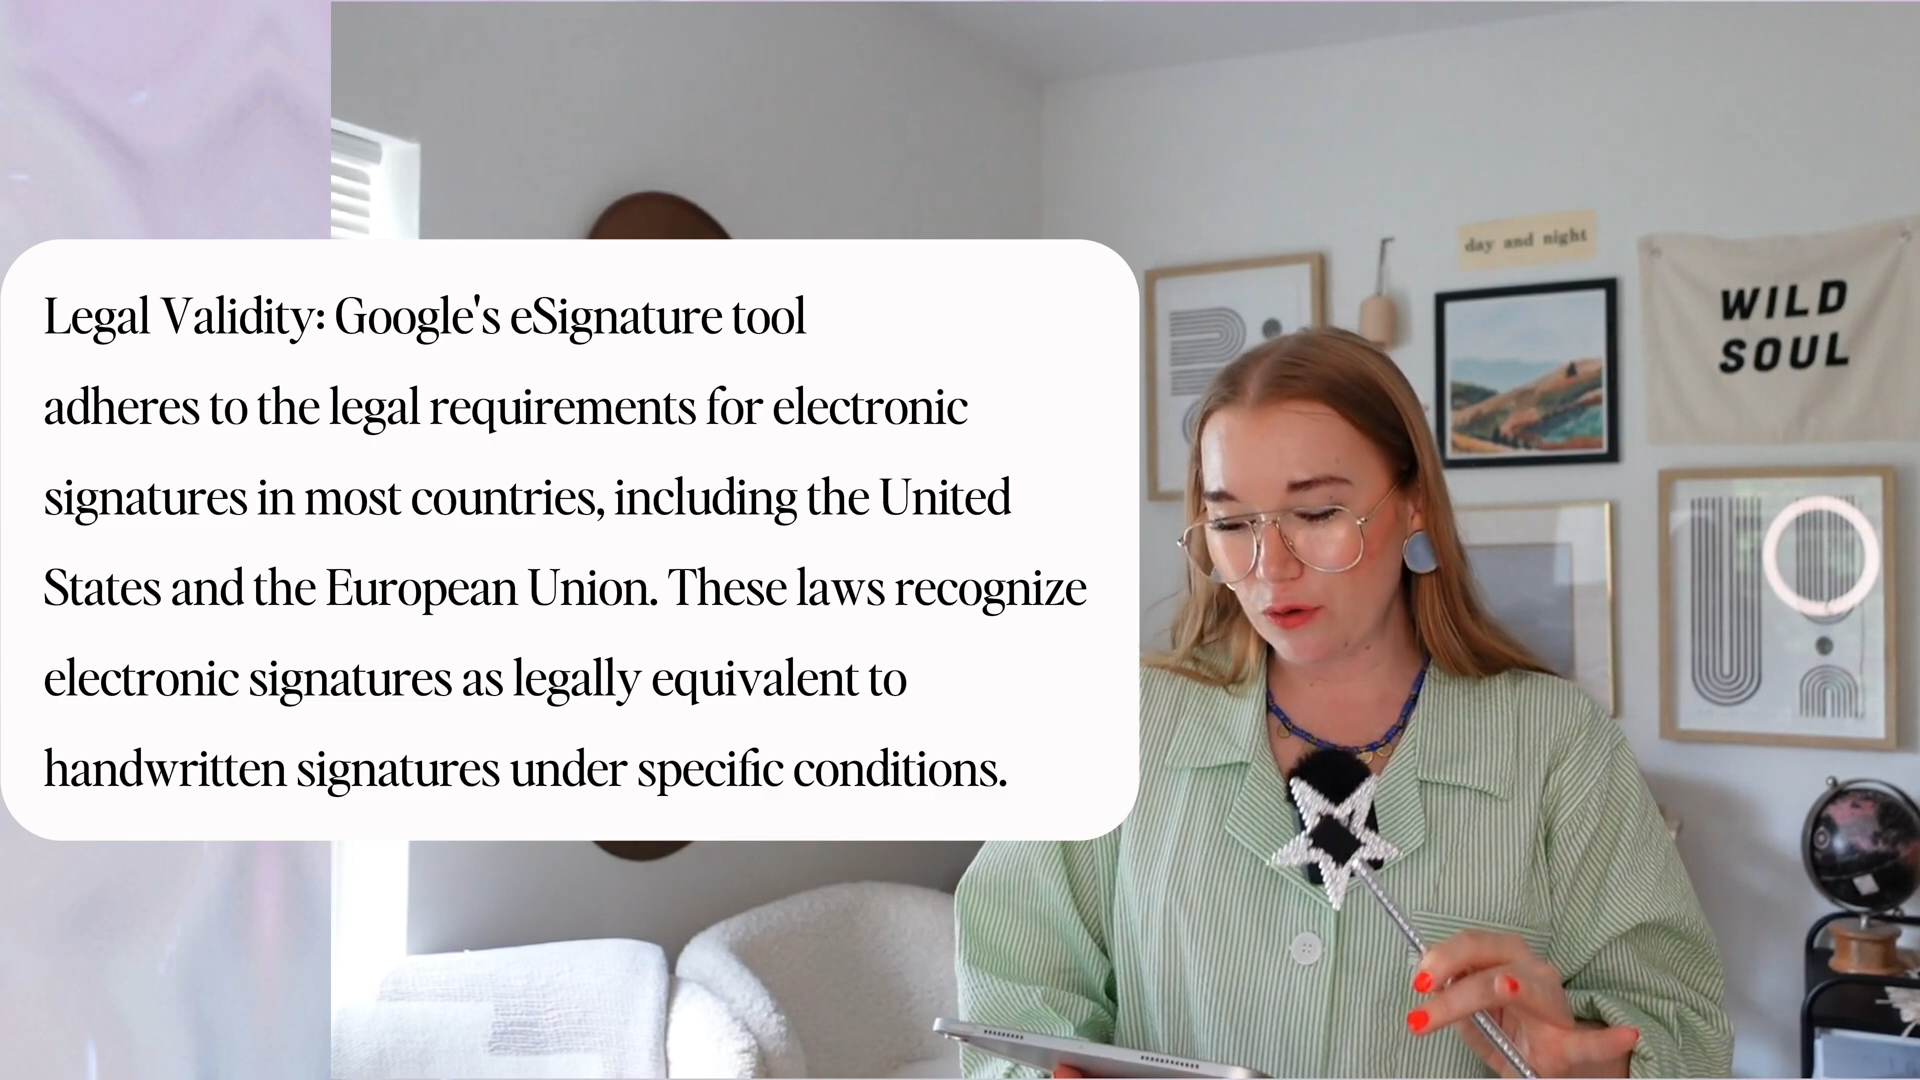 Legal Validity: Google's eSignature tool
adheres to the legal requirements for electronic
signatures in most countries, including the United
States and the European Union. These laws recognize
electronic signatures as legally equivalent to
handwritten signatures under specific conditions.
day and night
WILD
SOUL